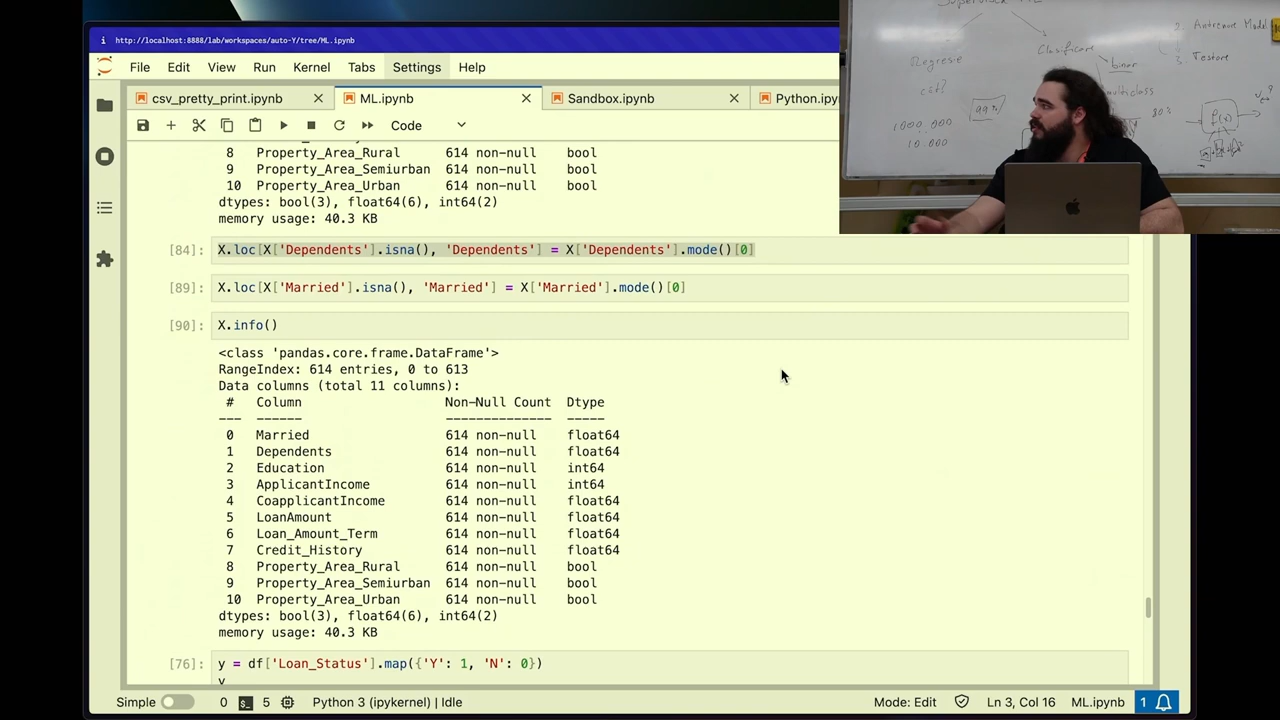 http://localhost:8888/lab/workspaces/auto-Y/tree/ML.ipynb
File Edit View Run Kernel Tabs Settings Help
csv_pretty_print.ipynb ML.ipynb Sandbox.ipynb Python.ipy
Code
8 Property_Area_Rural 614 non-null bool
9 Property_Area_Semiurban 614 non-null bool
10 Property_Area_Urban 614 non-null bool
dtypes: bool(3), float64(6), int64(2)
memory usage: 40.3 KB
[84]: X.loc[X['Dependents'].isna(), 'Dependents'] = X['Dependents'].mode()[0]
[89]: X.loc[X['Married'].isna(), 'Married'] = X['Married'].mode()[0]
[90]: X.info()
<class 'pandas.core.frame.DataFrame'>
RangeIndex: 614 entries, 0 to 613
Data columns (total 11 columns):
# Column Non-Null Count Dtype
--- ------ -------------- -----
0 Married 614 non-null float64
1 Dependents 614 non-null float64
2 Education 614 non-null int64
3 ApplicantIncome 614 non-null int64
4 CoapplicantIncome 614 non-null float64
5 LoanAmount 614 non-null float64
6 Loan_Amount_Term 614 non-null float64
7 Credit_History 614 non-null float64
8 Property_Area_Rural 614 non-null bool
9 Property_Area_Semiurban 614 non-null bool
10 Property_Area_Urban 614 non-null bool
dtypes: bool(3), float64(6), int64(2)
memory usage: 40.3 KB
[76]: y = df['Loan_Status'].map({'Y': 1, 'N': 0})
y
Simple 0 5 Python 3 (ipykernel) | Idle Mode: Edit Ln 3, Col 16 ML.ipynb 1
2. Antrenare Model
3. Testare
Clasificare
binar
multiclass
Regresie
cât?
99%
1000.000
10.000
80%
f(x)